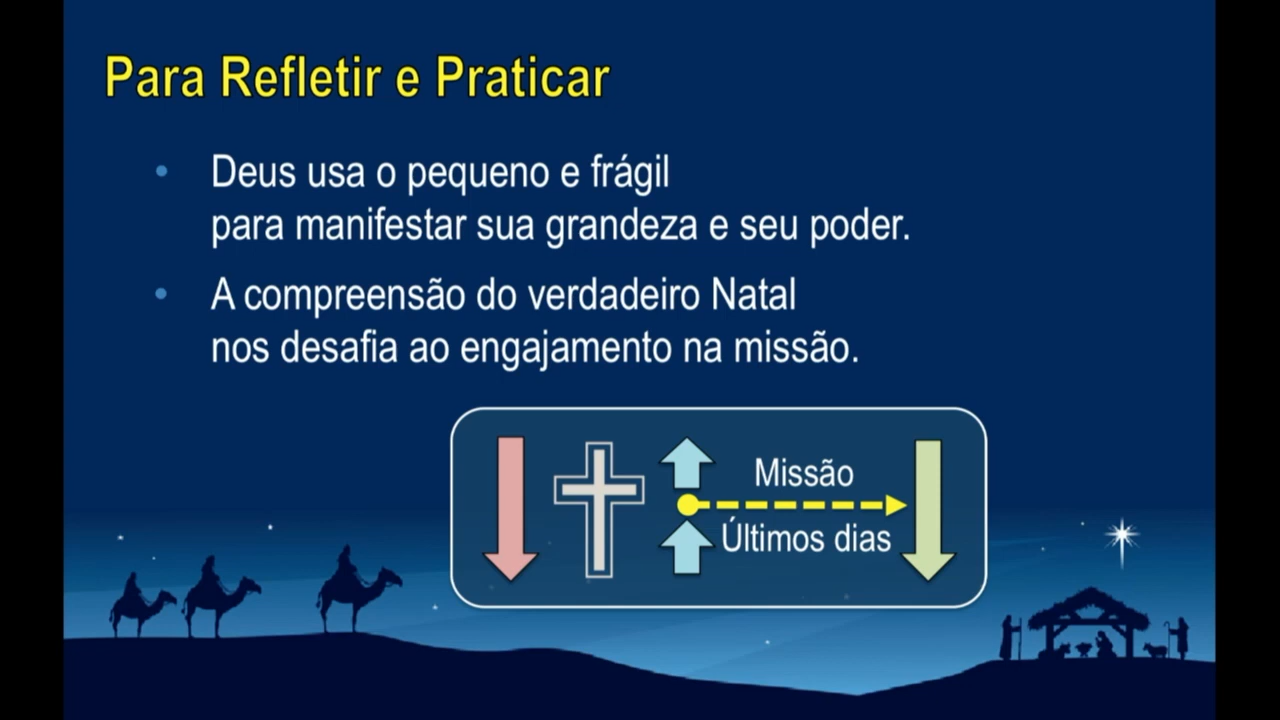 Para Refletir e Praticar
• Deus usa o pequeno e frágil
para manifestar sua grandeza e seu poder.
• A compreensão do verdadeiro Natal
nos desafia ao engajamento na missão.
Missão
Últimos dias